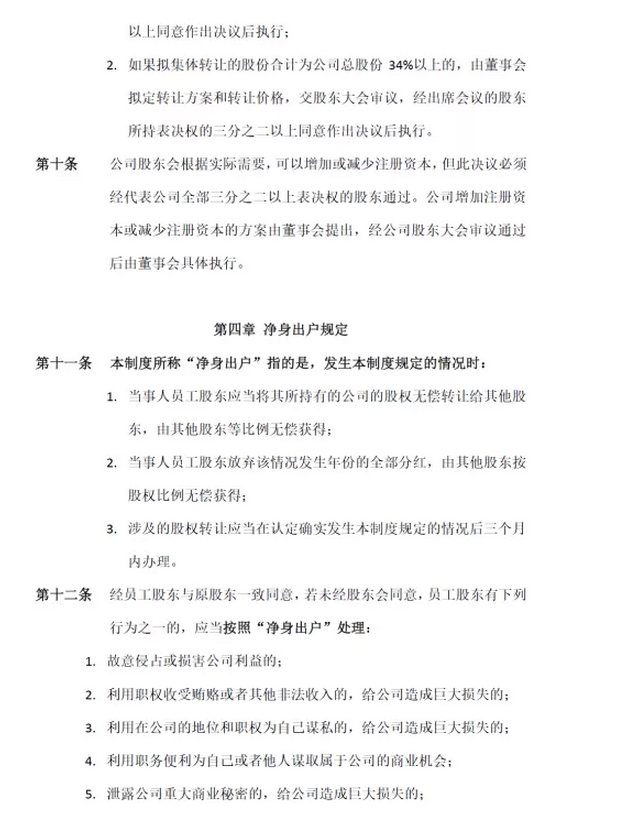 以上同意作出决议后执行；
2. 如果拟集体转让的股份合计为公司总股份 34%以上的，由董事会
拟定转让方案和转让价格，交股东大会审议，经出席会议的股东
所持表决权的三分之二以上同意作出决议后执行。
第十条 公司股东会根据实际需要，可以增加或减少注册资本，但此决议必须
经代表公司全部三分之二以上表决权的股东通过。公司增加注册资
本或减少注册资本的方案由董事会提出，经公司股东大会审议通过
后由董事会具体执行。
第四章 净身出户规定
第十一条 本制度所称“净身出户”指的是，发生本制度规定的情况时：
1. 当事人员工股东应当将其所持有的公司的股权无偿转让给其他股
东，由其他股东等比例无偿获得；
2. 当事人员工股东放弃该情况发生年份的全部分红，由其他股东按
股权比例无偿获得；
3. 涉及的股权转让应当在认定确实发生本制度规定的情况后三个月
内办理。
第十二条 经员工股东与原股东一致同意，若未经股东会同意，员工股东有下列
行为之一的，应当按照“净身出户”处理：
1. 故意侵占或损害公司利益的；
2. 利用职权收受贿赂或者其他非法收入的，给公司造成巨大损失的；
3. 利用在公司的地位和职权为自己谋私的，给公司造成巨大损失的；
4. 利用职务便利为自己或者他人谋取属于公司的商业机会；
5. 泄露公司重大商业秘密的，给公司造成巨大损失的；